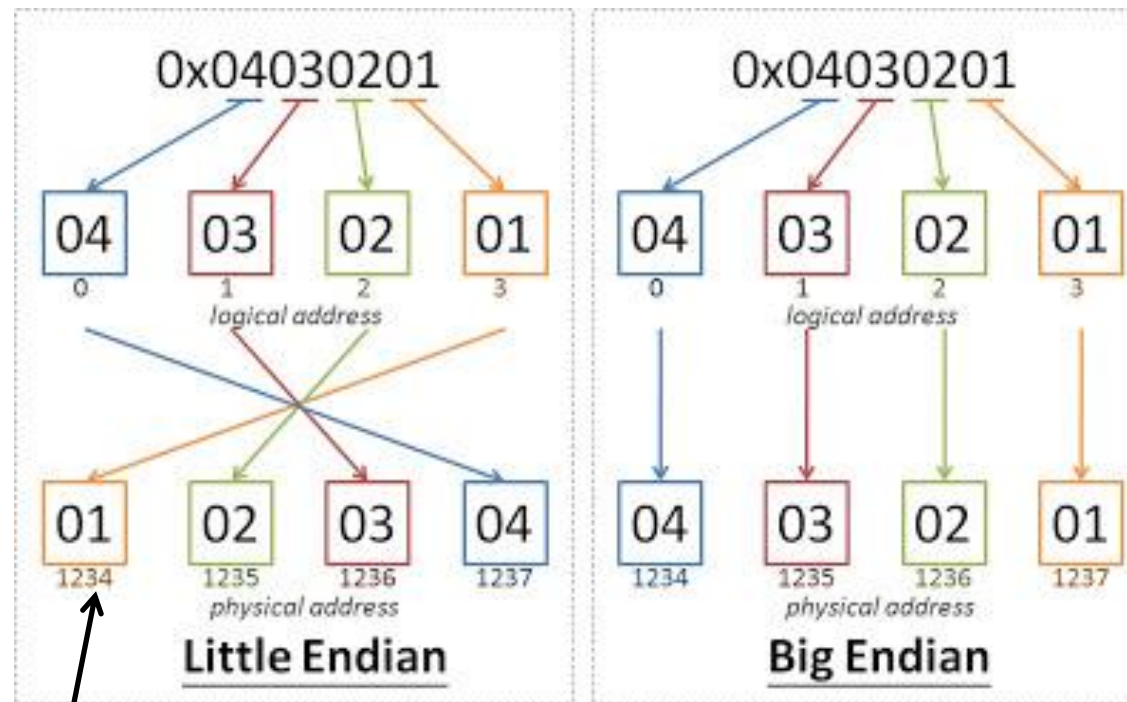 0x04030201
04 03 02 01
0 1 2 3
logical address
01 02 03 04
1234 1235 1236 1237
physical address
Little Endian
0x04030201
04 03 02 01
0 1 2 3
logical address
04 03 02 01
1234 1235 1236 1237
physical address
Big Endian